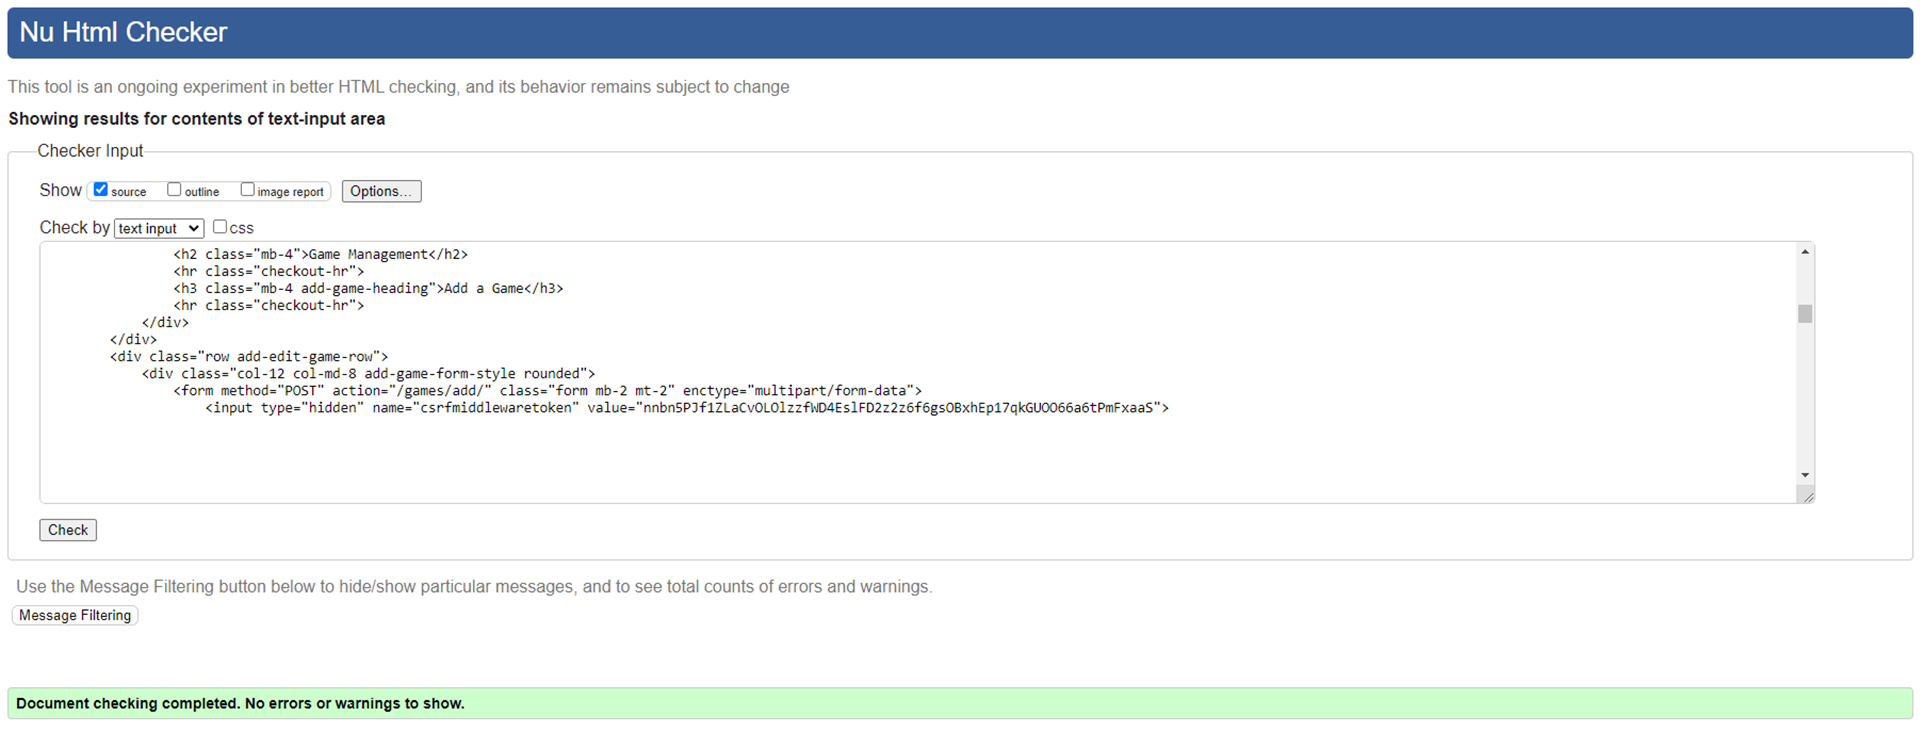 Nu Html Checker
This tool is an ongoing experiment in better HTML checking, and its behavior remains subject to change
Showing results for contents of text-input area
Checker Input
Show source outline image report Options...
Check by text input css
<h2 class="mb-4">Game Management</h2>
<hr class="checkout-hr">
<h3 class="mb-4 add-game-heading">Add a Game</h3>
<hr class="checkout-hr">
</div>
</div>
<div class="row add-edit-game-row">
<div class="col-12 col-md-8 add-game-form-style rounded">
<form method="POST" action="/games/add/" class="form mb-2 mt-2" enctype="multipart/form-data">
<input type="hidden" name="csrfmiddlewaretoken" value="nnbn5PJf1ZLaCvOLOlzzfWD4EslFD2z2z6f6gsOBxhEp17qkGUOO66a6tPmFxaaS">
Check
Use the Message Filtering button below to hide/show particular messages, and to see total counts of errors and warnings.
Message Filtering
Document checking completed. No errors or warnings to show.